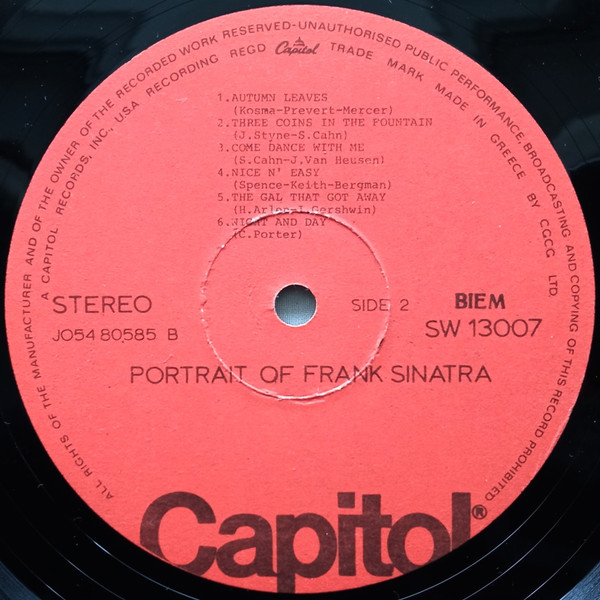 ALL RIGHTS OF THE MANUFACTURER AND OF THE OWNER OF THE RECORDED WORK RESERVED-UNAUTHORISED PUBLIC PERFORMANCE, BROADCASTING AND COPYING OF THIS RECORD PROHIBITED
A CAPITOL RECORDS, INC., USA RECORDING REGD Capitol TRADE MARK MADE IN GREECE BY CGCG LTD.
1.AUTUMN LEAVES
(Kosma-Prevert-Mercer)
2.THREE COINS IN THE FOUNTAIN
(J.Styne-S.Cahn)
3.COME DANCE WITH ME
(S.Cahn-J.Van Heusen)
4.NICE N' EASY
(Spence-Keith-Bergman)
5.THE GAL THAT GOT AWAY
(H.Arlen-I.Gershwin)
6.NIGHT AND DAY
(C.Porter)
STEREO SIDE 2 BIEM
J054 80585 B SW 13007
PORTRAIT OF FRANK SINATRA
Capitol®